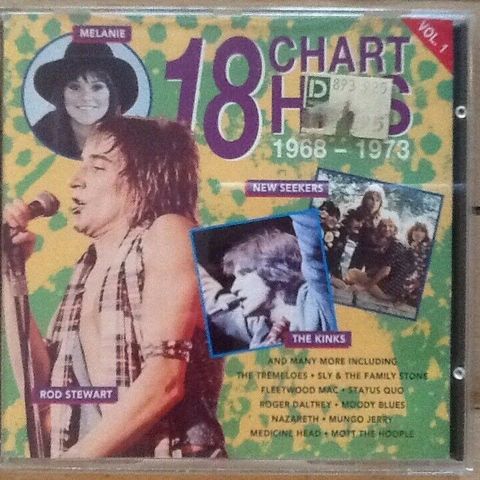 MELANIE
18 CHART
HITS
VOL. 1
1968 - 1973
NEW SEEKERS
THE KINKS
ROD STEWART
AND MANY MORE INCLUDING
THE TREMELOES • SLY & THE FAMILY STONE
FLEETWOOD MAC • STATUS QUO
ROGER DALTREY • MOODY BLUES
NAZARETH • MUNGO JERRY
MEDICINE HEAD • MOTT THE HOOPLE